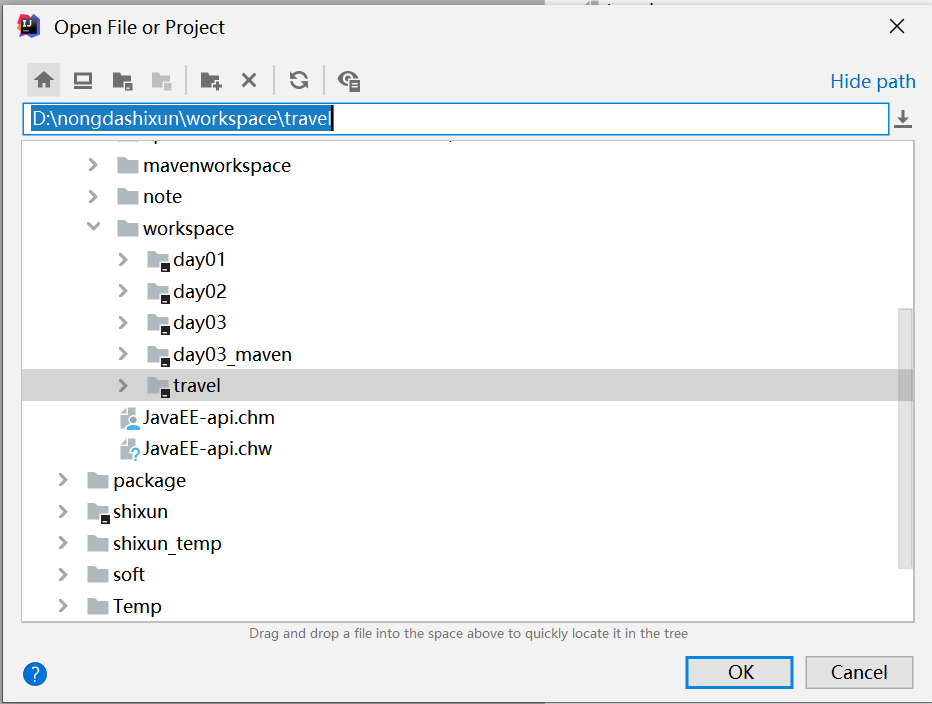 Open File or Project
Hide path
D:\nongdashixun\workspace\travel
mavenworkspace
note
workspace
day01
day02
day03
day03_maven
travel
JavaEE-api.chm
JavaEE-api.chw
package
shixun
shixun_temp
soft
Temp
Drag and drop a file into the space above to quickly locate it in the tree
OK
Cancel